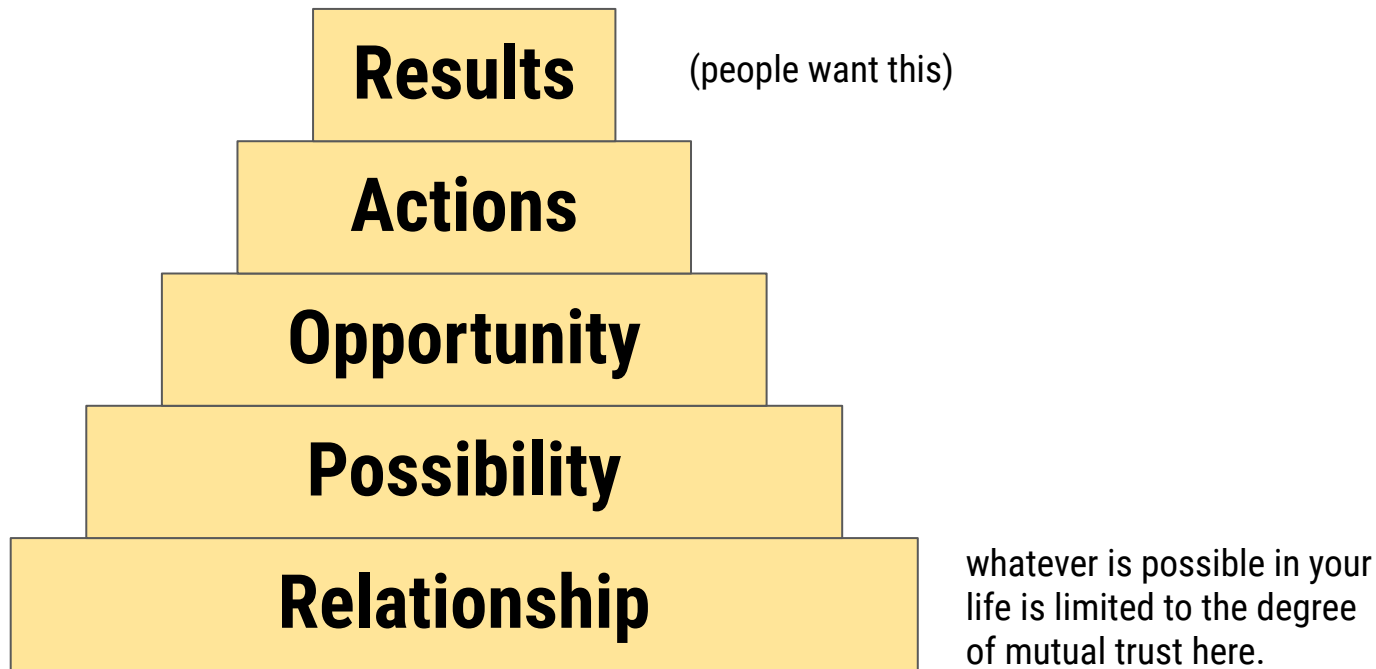 Results
(people want this)
Actions
Opportunity
Possibility
Relationship
whatever is possible in your
life is limited to the degree
of mutual trust here.